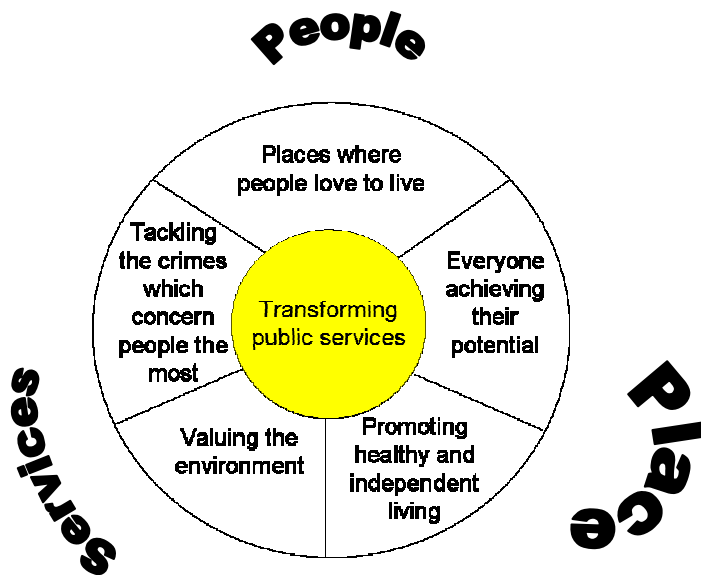 People
Places where
people love to live
Tackling
the crimes
which
concern
people the
most
Everyone
achieving
their
potential
Transforming
public services
Valuing the
environment
Promoting
healthy and
independent
living
Services
Place